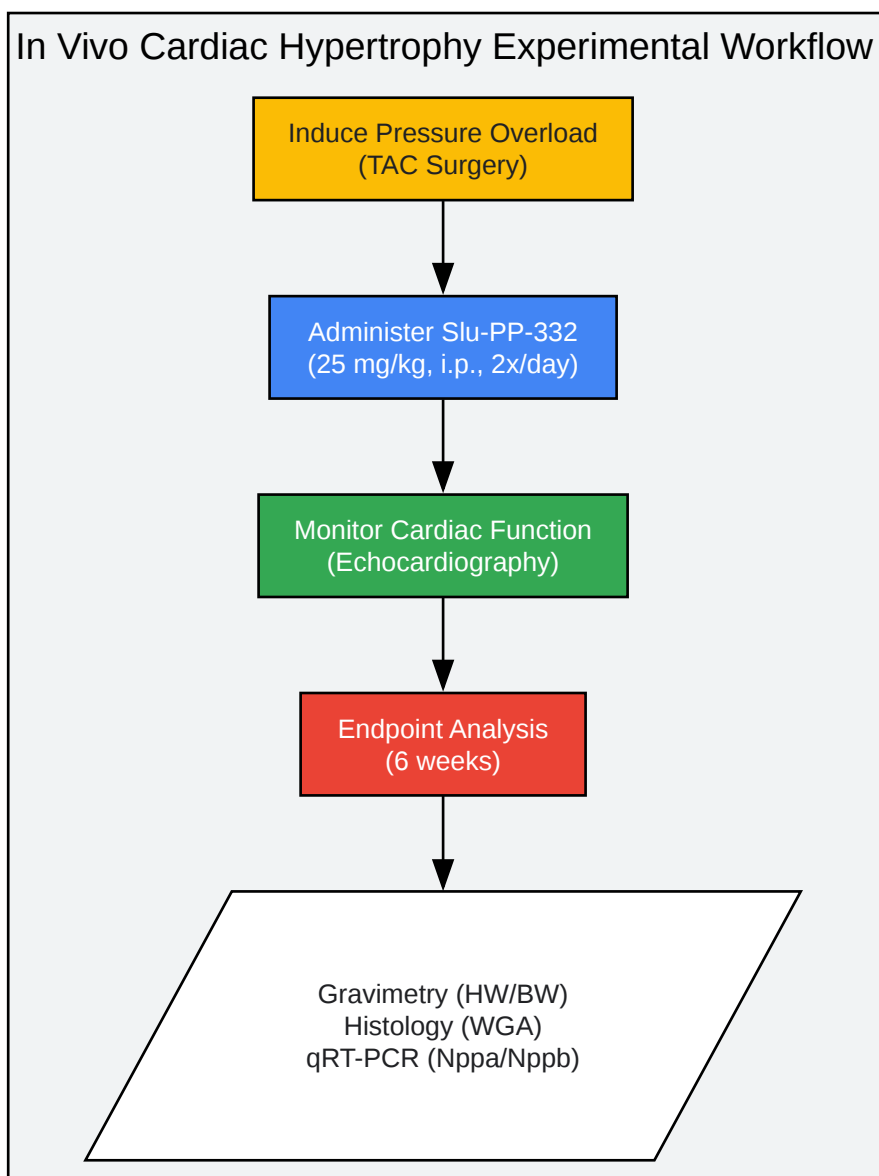 In Vivo Cardiac Hypertrophy Experimental Workflow
Induce Pressure Overload
(TAC Surgery)
Administer Slu-PP-332
(25 mg/kg, i.p., 2x/day)
Monitor Cardiac Function
(Echocardiography)
Endpoint Analysis
(6 weeks)
Gravimetry (HW/BW)
Histology (WGA)
qRT-PCR (Nppa/Nppb)